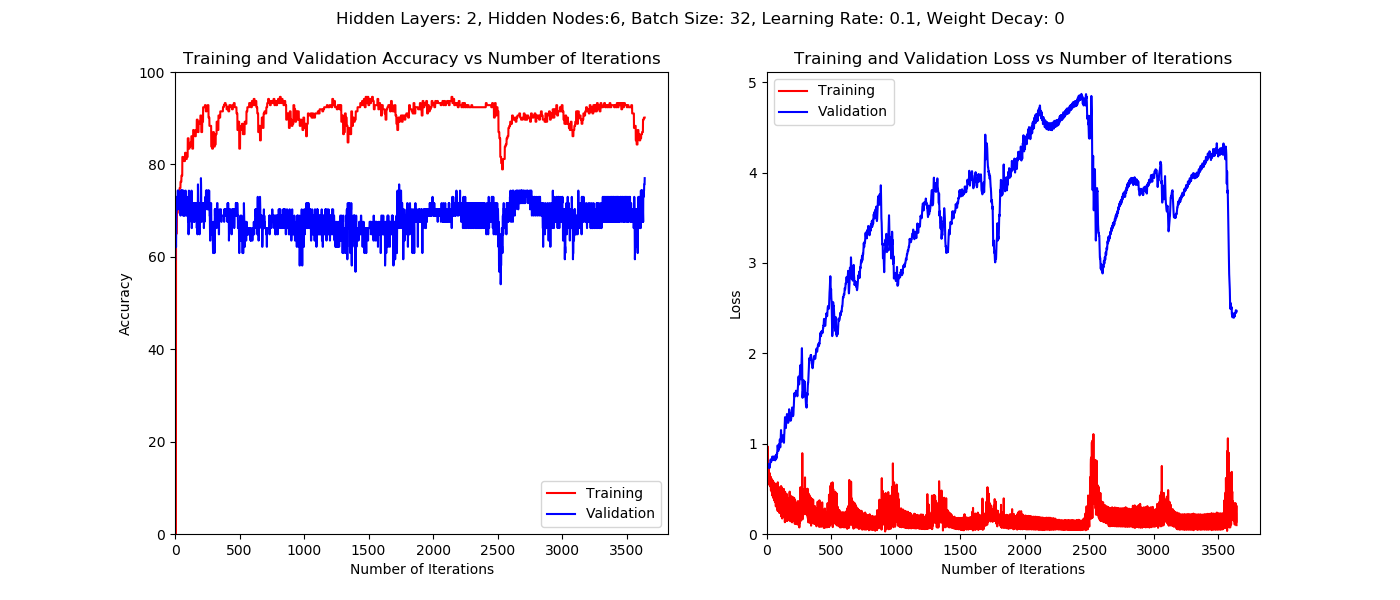 Hidden Layers: 2, Hidden Nodes:6, Batch Size: 32, Learning Rate: 0.1, Weight Decay: 0
Training and Validation Accuracy vs Number of Iterations
100
80
60
40
20
0
Accuracy
0 500 1000 1500 2000 2500 3000 3500
Number of Iterations
Training
Validation
Training and Validation Loss vs Number of Iterations
Training
Validation
5
4
3
2
1
0
Loss
0 500 1000 1500 2000 2500 3000 3500
Number of Iterations